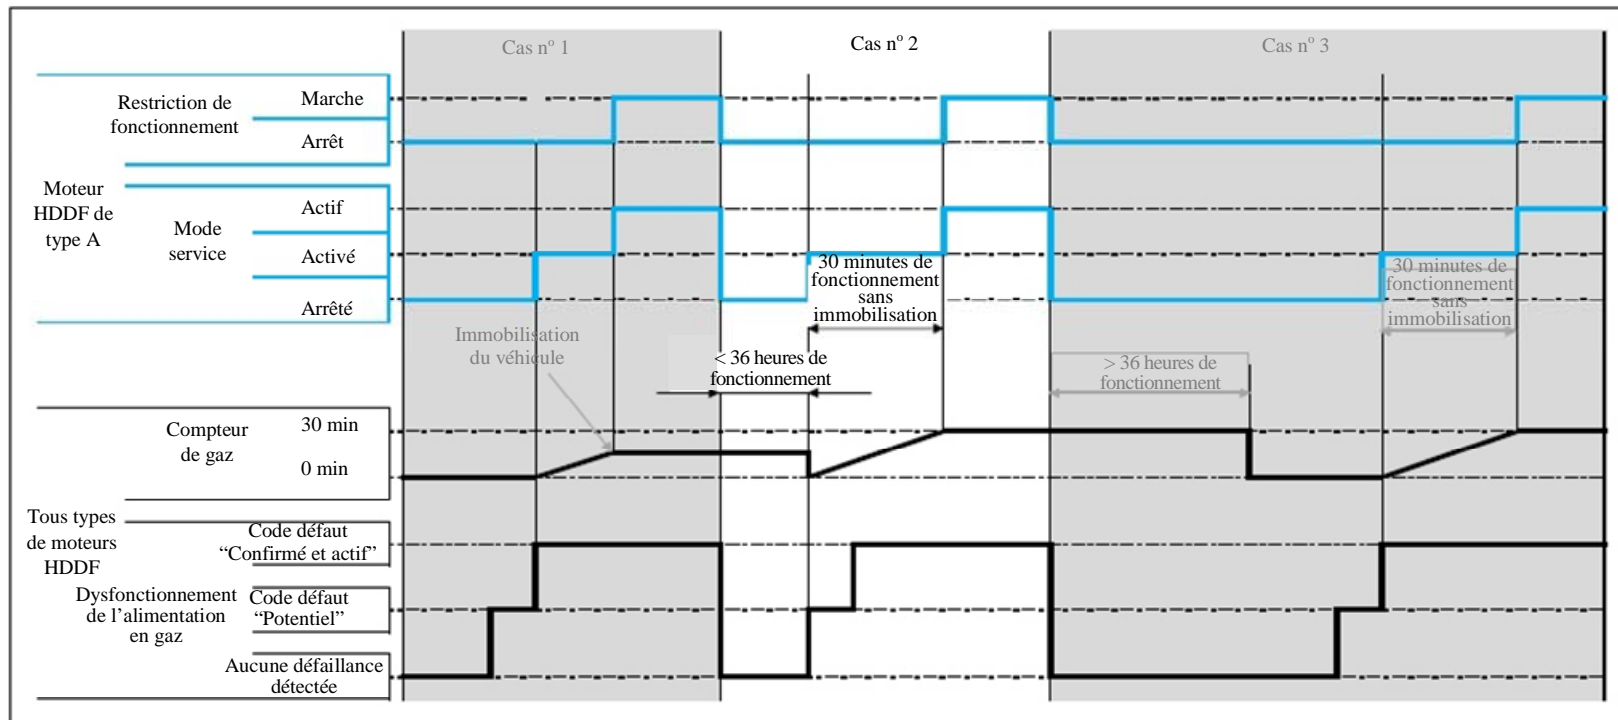 Cas nº 1
Cas nº 2
Cas nº 3
Restriction de
fonctionnement
Marche
Arrêt
Moteur
HDDF de
type A
Mode
service
Actif
Activé
Arrêté
30 minutes de
fonctionnement
sans
immobilisation
30 minutes de
fonctionnement
sans
immobilisation
Immobilisation
du véhicule
< 36 heures de
fonctionnement
> 36 heures de
fonctionnement
Compteur
de gaz
30 min
0 min
Tous types
de moteurs
HDDF
Code défaut
“Confirmé et actif”
Dysfonctionnement
de l’alimentation
en gaz
Code défaut
“Potentiel”
Aucune défaillance
détectée